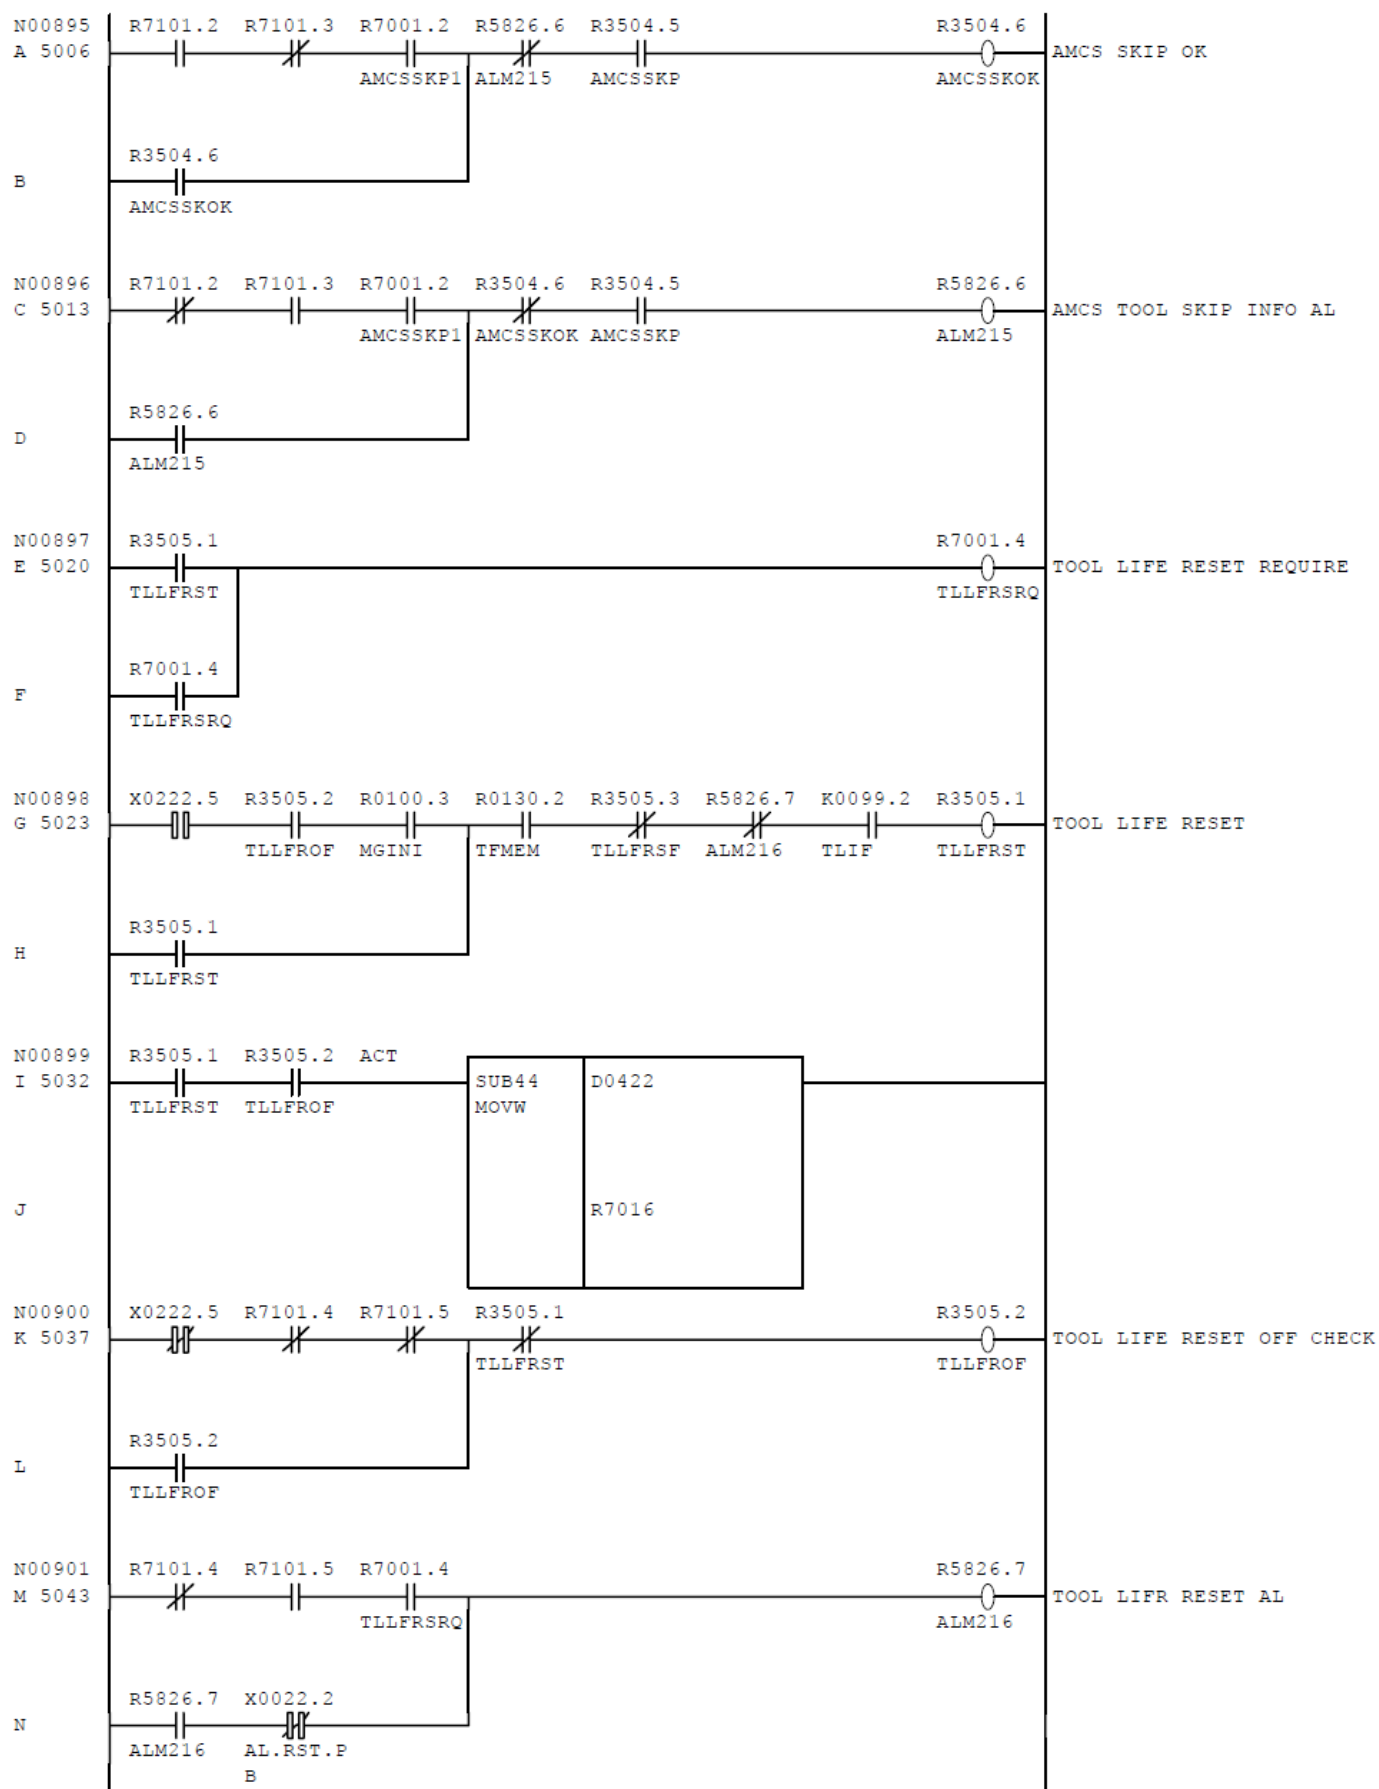 N00895 R7101.2 R7101.3 R7001.2 R5826.6 R3504.5 R3504.6
A 5006 AMCS SKIP OK
AMCSSKP1 ALM215 AMCSSKP AMCSSKOK
R3504.6
B
AMCSSKOK
N00896 R7101.2 R7101.3 R7001.2 R3504.6 R3504.5 R5826.6
C 5013 AMCS TOOL SKIP INFO AL
AMCSSKP1 AMCSSKOK AMCSSKP ALM215
R5826.6
D
ALM215
N00897 R3505.1 R7001.4
E 5020 TOOL LIFE RESET REQUIRE
TLLFRST TLLFRSRQ
R7001.4
F
TLLFRSRQ
N00898 X0222.5 R3505.2 R0100.3 R0130.2 R3505.3 R5826.7 K0099.2 R3505.1
G 5023 TOOL LIFE RESET
TLLFROF MGINI TFMEM TLLFRSF ALM216 TLIF TLLFRST
R3505.1
H
TLLFRST
N00899 R3505.1 R3505.2 ACT
I 5032 SUB44 D0422
TLLFRST TLLFROF MOVW
J R7016
N00900 X0222.5 R7101.4 R7101.5 R3505.1 R3505.2
K 5037 TOOL LIFE RESET OFF CHECK
TLLFRST TLLFROF
R3505.2
L
TLLFROF
N00901 R7101.4 R7101.5 R7001.4 R5826.7
M 5043 TOOL LIFR RESET AL
TLLFRSRQ ALM216
R5826.7 X0022.2
N
ALM216 AL.RST.P
B